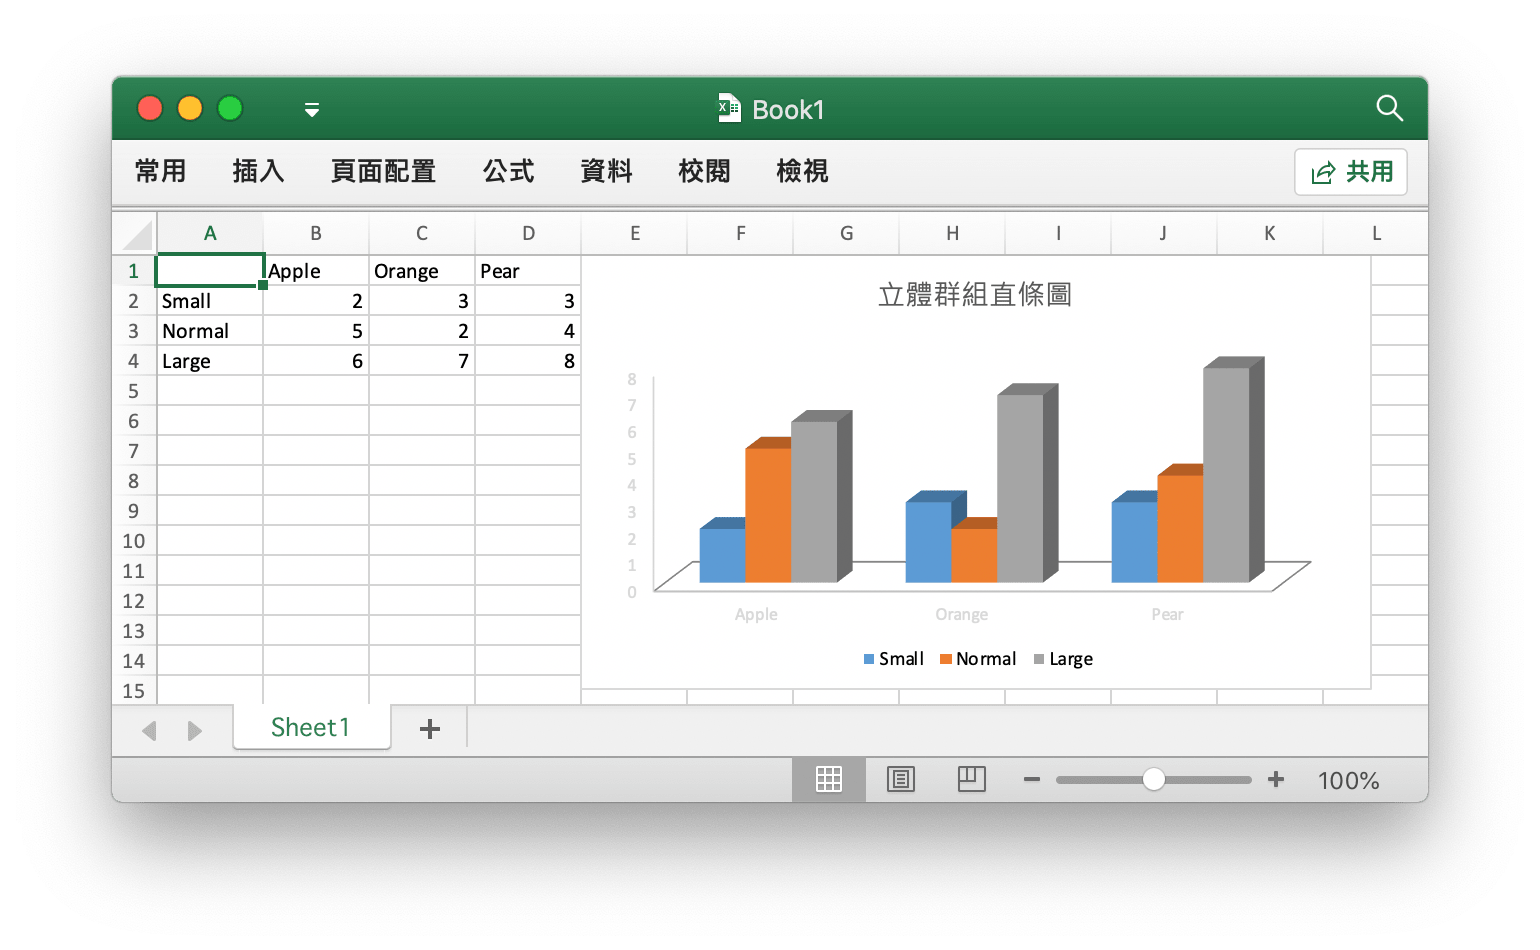 Book1
常用 插入 頁面配置 公式 資料 校閱 檢視 共用
A B C D E F G H I J K L
1 Apple Orange Pear
2 Small 2 3 3
3 Normal 5 2 4
4 Large 6 7 8
5
6
7
8
9
10
11
12
13
14
15
立體群組直條圖
8
7
6
5
4
3
2
1
0
Apple Orange Pear
Small Normal Large
Sheet1
100%